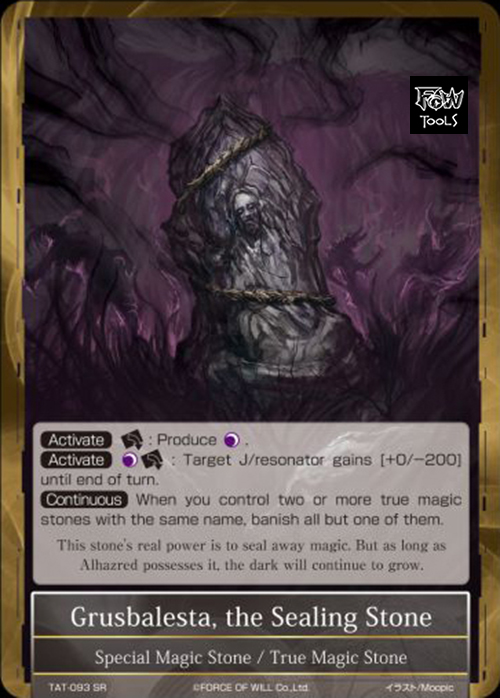 FOW
TOOLS
Activate : Produce .
Activate : Target J/resonator gains [+0/-200]
until end of turn.
Continuous When you control two or more true magic
stones with the same name, banish all but one of them.
This stone's real power is to seal away magic. But as long as
Alhazred possesses it, the dark will continue to grow.
Grusbalesta, the Sealing Stone
Special Magic Stone / True Magic Stone
TAT-093 SR ©FORCE OF WILL Co.,Ltd. イラスト/Moopic